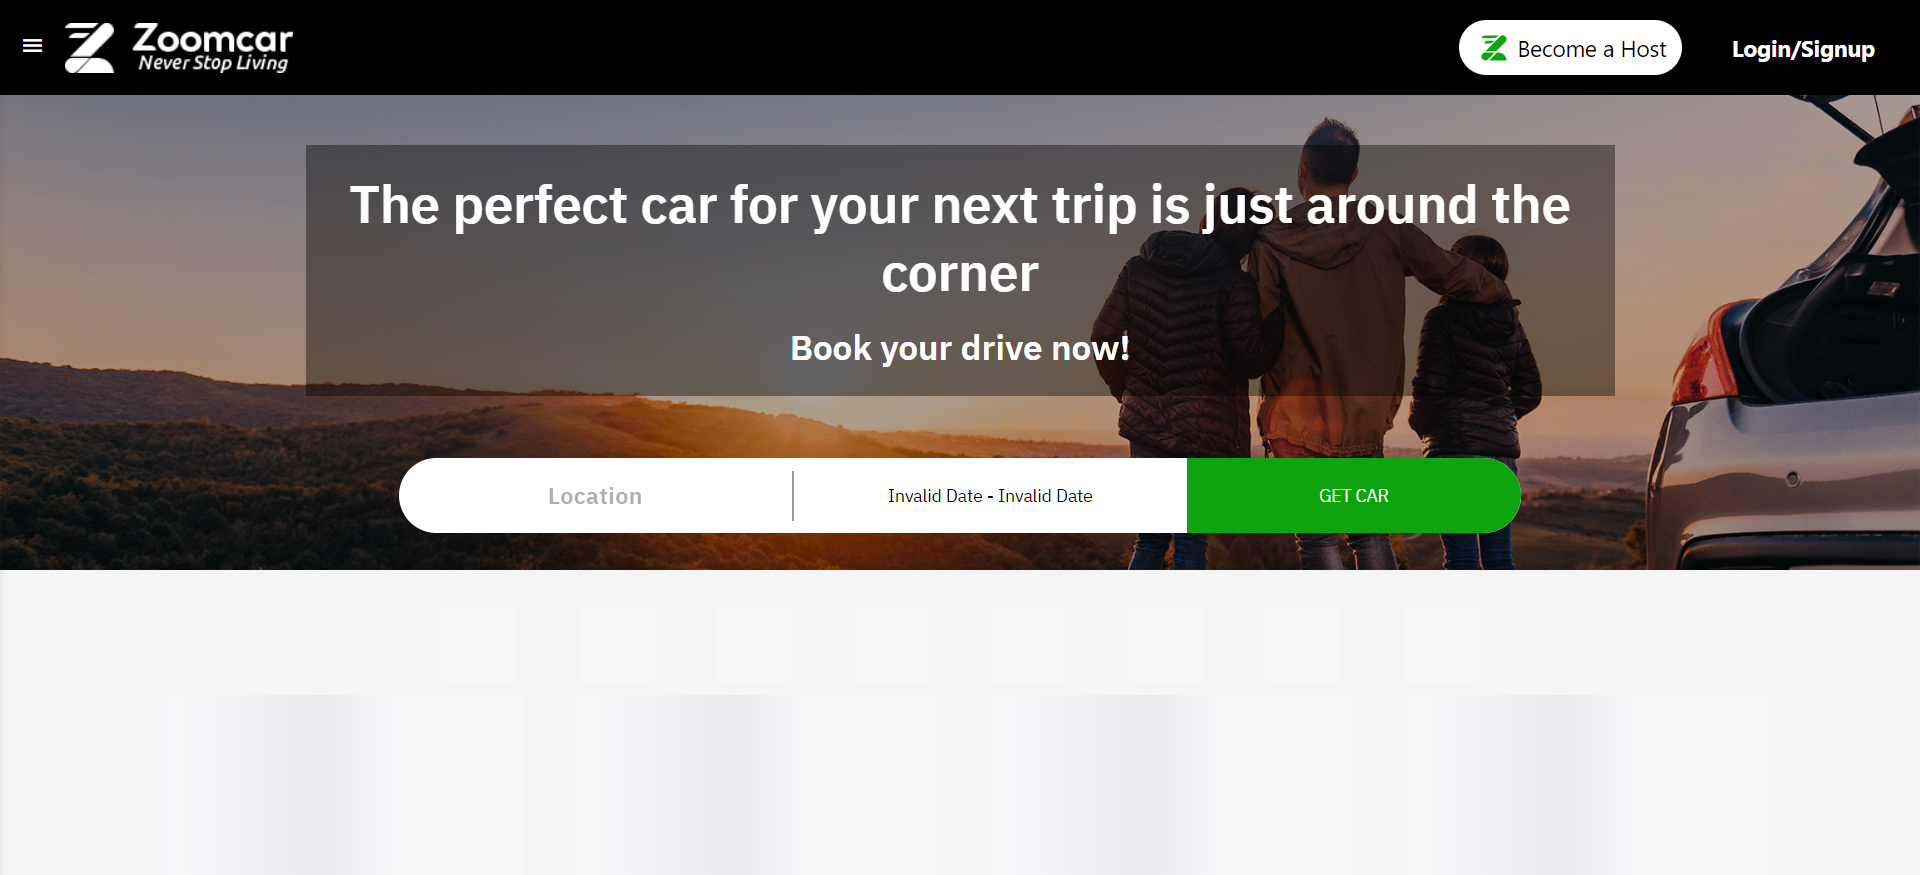 Zoomcar
Never Stop Living
Become a Host
Login/Signup
The perfect car for your next trip is just around the
corner
Book your drive now!
Location
Invalid Date - Invalid Date
GET CAR